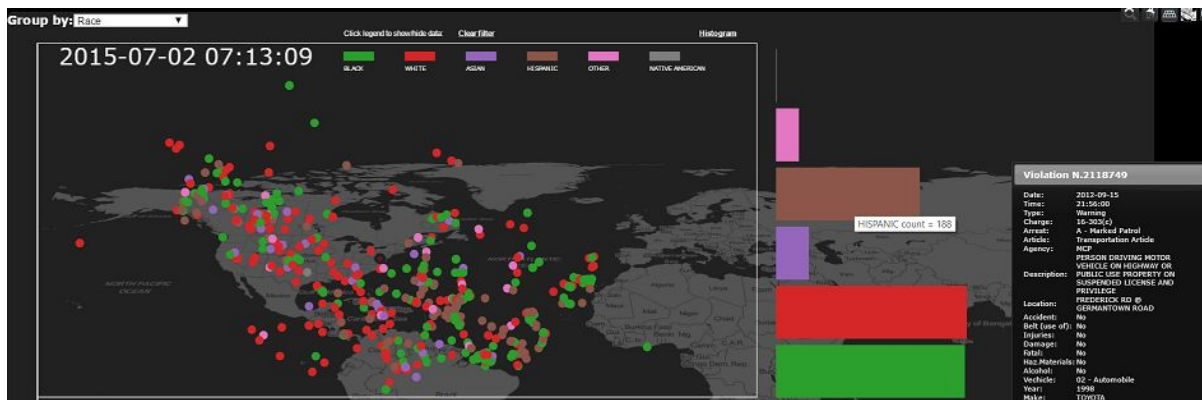 Group by: Race
Click legend to show/hide data: Clear filter Histogram
2015-07-02 07:13:09
BLACK WHITE ASIAN HISPANIC OTHER NATIVE AMERICAN
HISPANIC count = 188
NORTH PACIFIC
OCEAN
Mexico
Violation N.2118749
Date: 2012-09-15
Time: 21:56:00
Type: Warning
Charge: 16-303(c)
Arrest: A - Marked Patrol
Article: Transportation Article
Agency: MCP
Description: PERSON DRIVING MOTOR
VEHICLE ON HIGHWAY OR
PUBLIC USE PROPERTY ON
SUSPENDED LICENSE AND
PRIVILEGE
Location: FREDERICK RD @
GERMANTOWN ROAD
Accident: No
Belt (use of): No
Injuries: No
Damage: No
Fatal: No
Haz.Materials: No
Alcohol: No
Vechicle: 02 - Automobile
Year: 1998
Make: TOYOTA